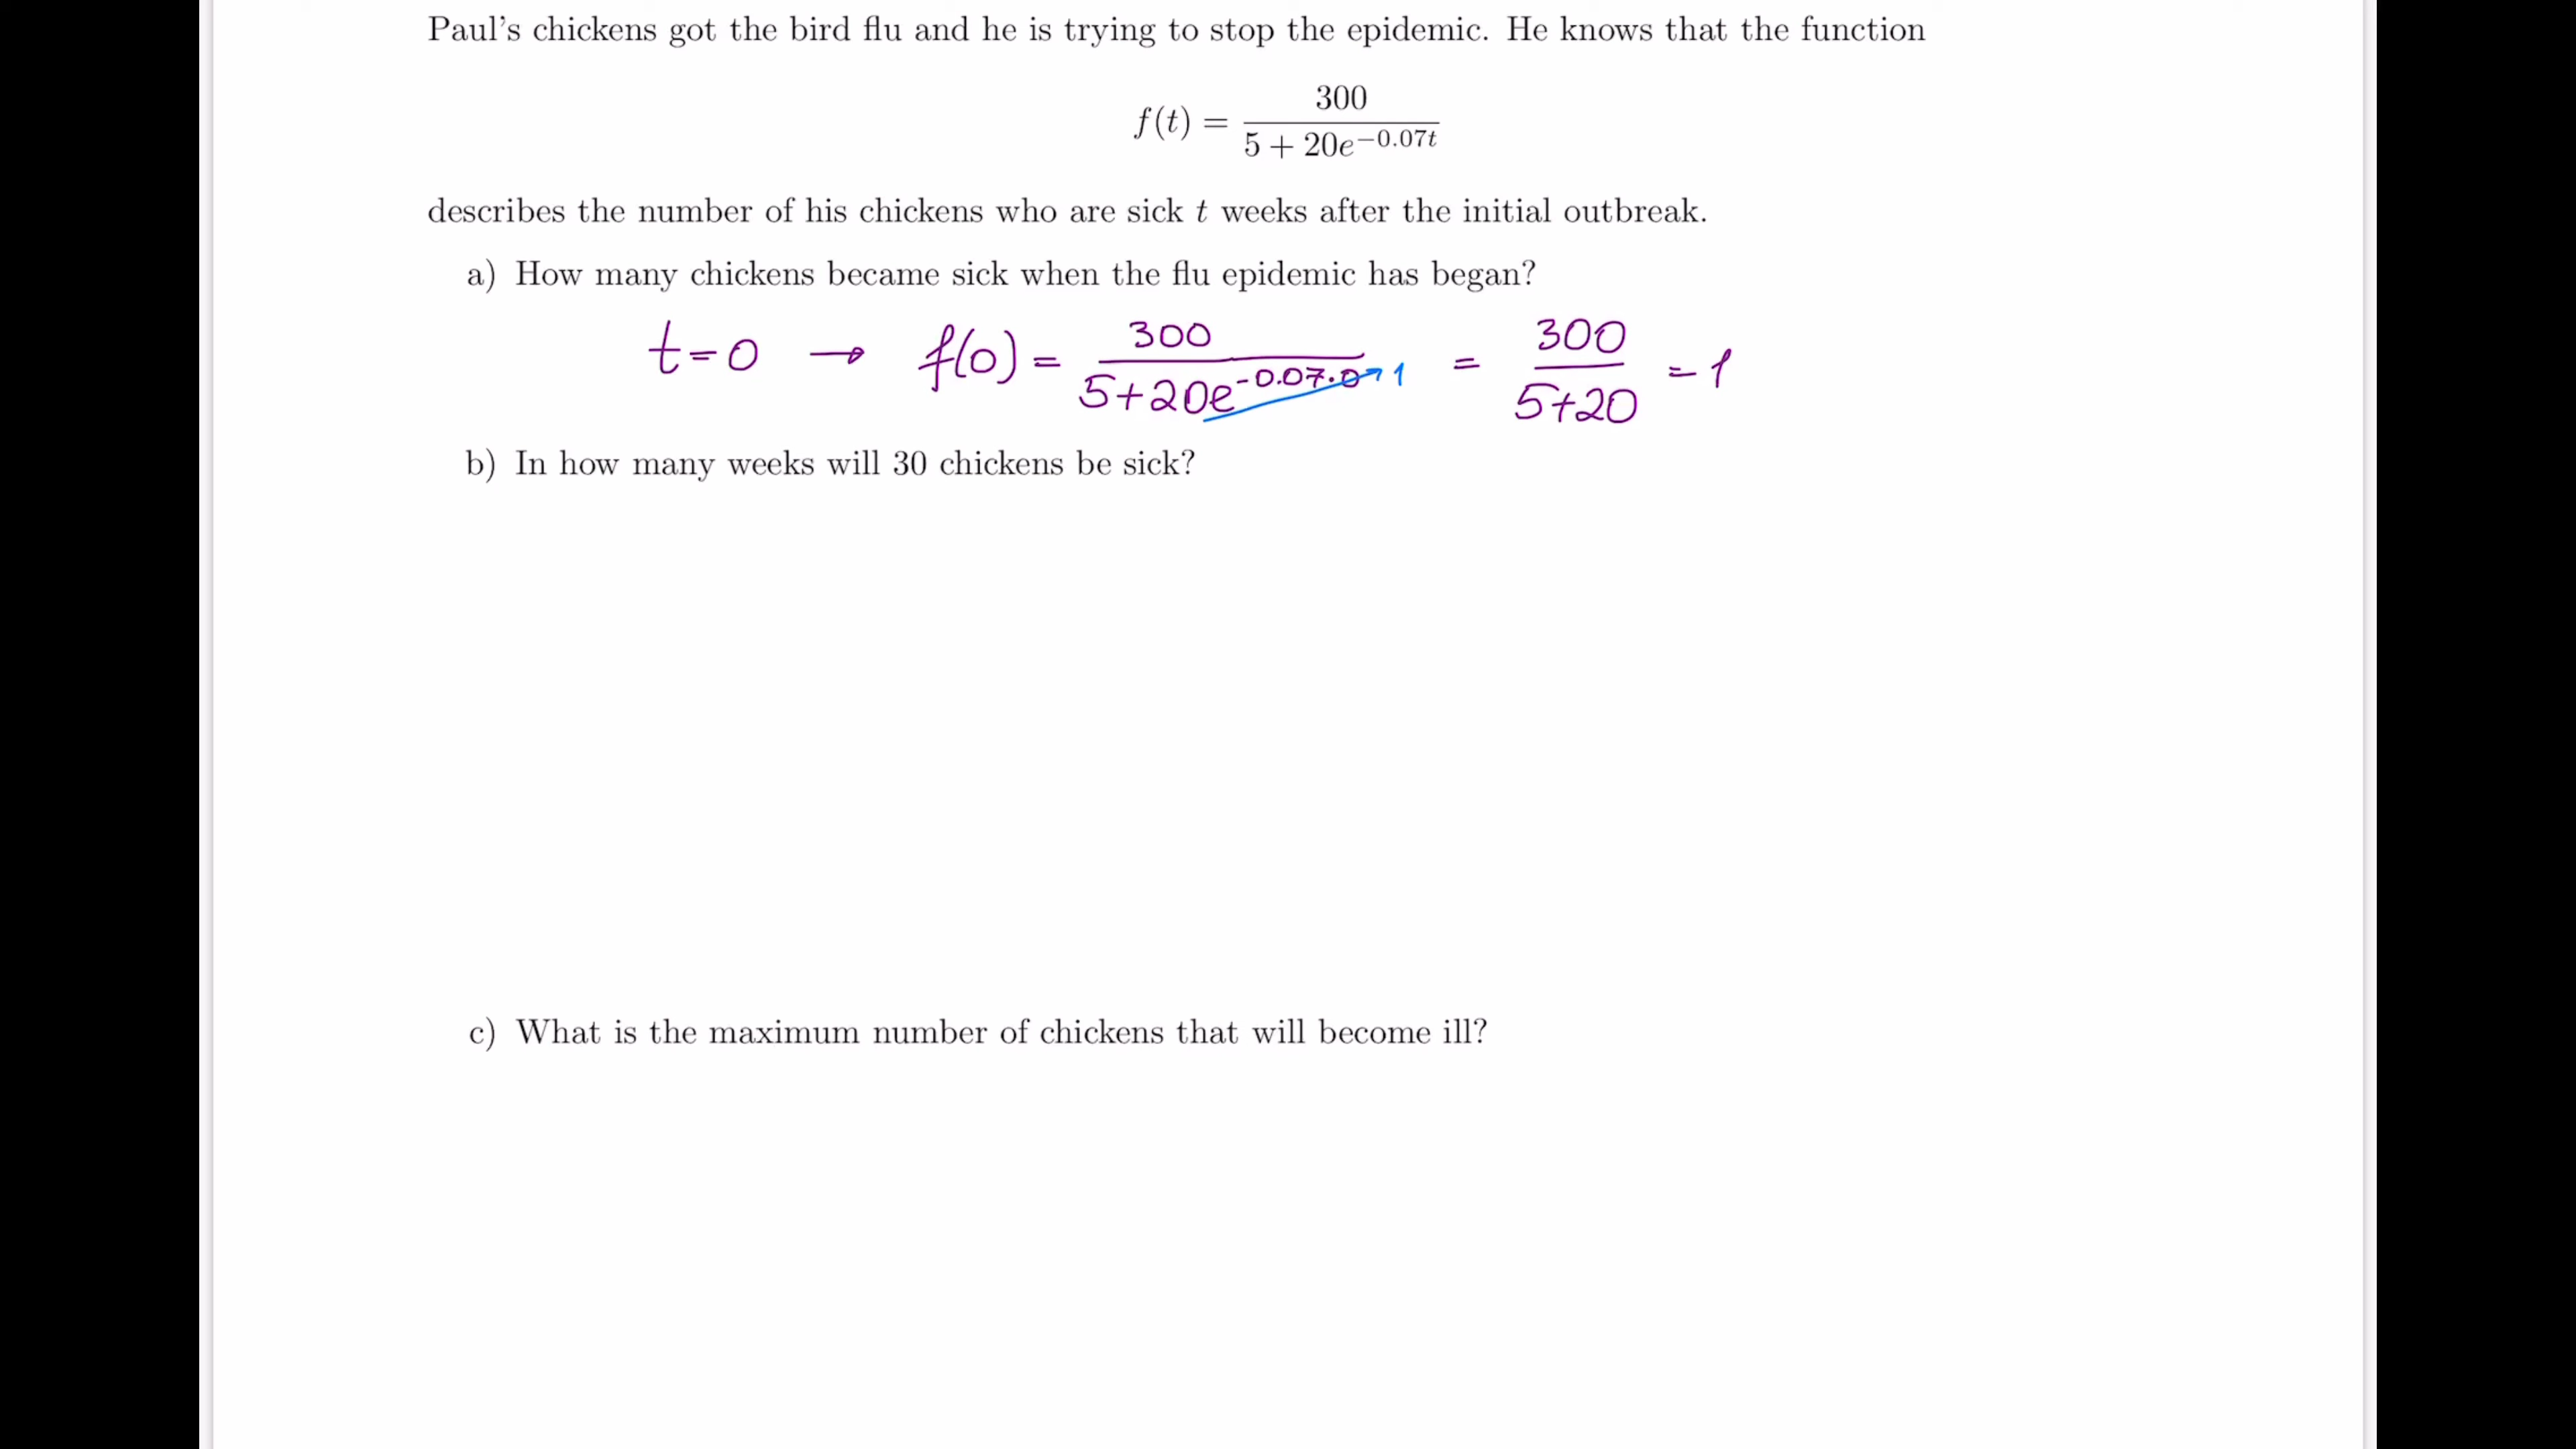 Paul's chickens got the bird flu and he is trying to stop the epidemic. He knows that the function
f(t) = 300 / (5 + 20e^{-0.07t})
describes the number of his chickens who are sick t weeks after the initial outbreak.
a) How many chickens became sick when the flu epidemic has began?
t=0 → f(0) = 300 / (5+20e^{-0.07·0}) → 1 = 300 / (5+20) = 1
b) In how many weeks will 30 chickens be sick?
c) What is the maximum number of chickens that will become ill?